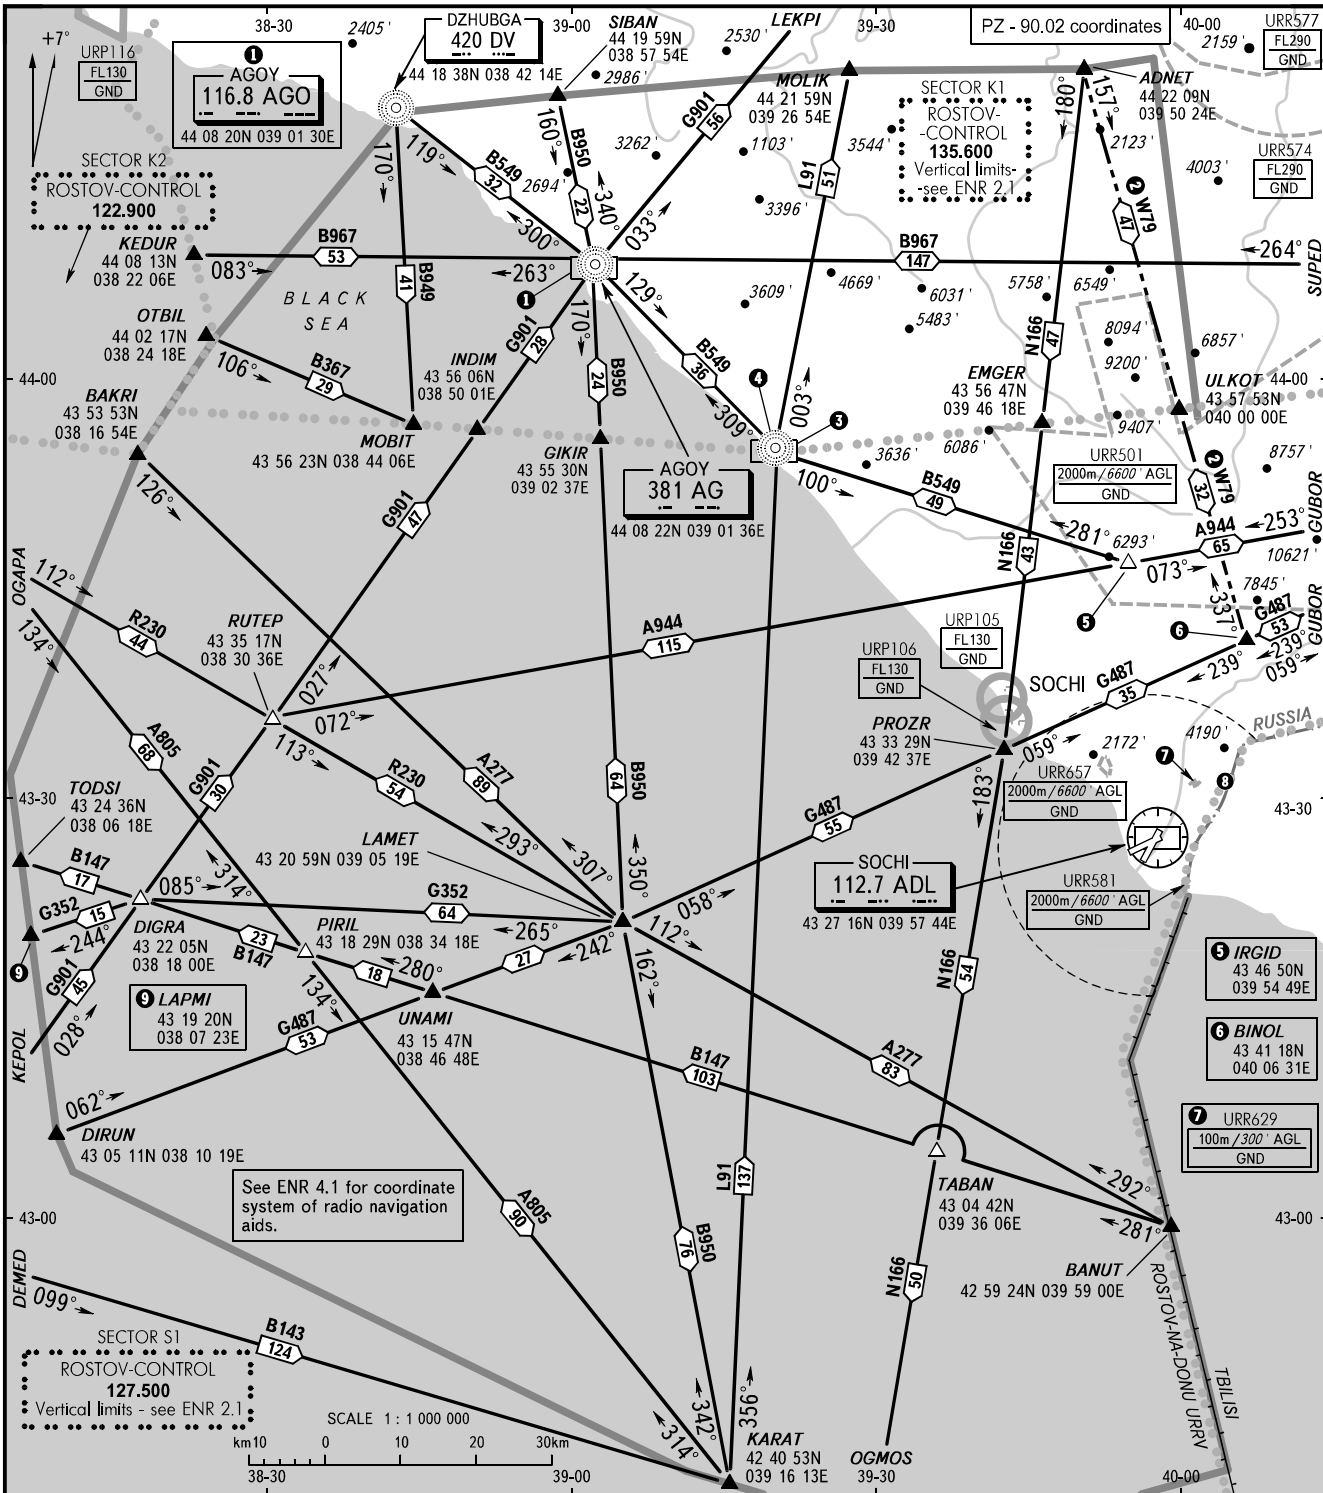 38-30
39-00
39-30
40-00
+7°
URP116
FL130
GND
❶
AGOY
116.8 AGO
44 08 20N 039 01 30E
2405'
DZHUBGA
420 DV
44 18 38N 038 42 14E
SIBAN
44 19 59N
038 57 54E
2986'
2530'
LEKPI
PZ - 90.02 coordinates
URR577
FL290
GND
2159'
MOLIK
44 21 59N
039 26 54E
SECTOR K1
ROSTOV-
-CONTROL
135.600
Vertical limits-
-see ENR 2.1
ADNET
44 22 09N
039 50 24E
180°
157°
2123'
4003'
URR574
FL290
GND
SECTOR K2
ROSTOV-CONTROL
122.900
170°
119°
B549
32
160°
B950
22
340°
3262'
2694'
G901
56
033°
1103'
3396'
3544'
L91
51
❷ W79
47
KEDUR
44 08 13N
038 22 06E
083°
B967
53
300°
263°
B967
147
264°
SUPED
BLACK
SEA
B949
41
❶
129°
170°
3609'
4669'
6031'
5483'
5758'
6549'
8094'
9200'
6857'
N166
47
OTBIL
44 02 17N
038 24 18E
106°
B367
29
G901
28
INDIM
43 56 06N
038 50 01E
B950
24
B549
36
❹
003°
EMGER
43 56 47N
039 46 18E
ULKOT
43 57 53N
040 00 00E
44-00
44-00
BAKRI
43 53 53N
038 16 54E
MOBIT
43 56 23N 038 44 06E
GIKIR
43 55 30N
039 02 37E
309°
❸
6086'
9407'
3636'
8757'
URR501
2000m/6600' AGL
GND
AGOY
381 AG
44 08 22N 039 01 36E
100°
B549
49
❷ W79
32
126°
G901
47
N166
43
281°
6293'
073°
A944
65
253°
GUBOR
10621'
OGAPA
112°
134°
R230
44
RUTEP
43 35 17N
038 30 36E
027°
072°
A944
115
❺
337°
7845'
❻
G487
53
239°
239°
059°
GUBOR
URP105
FL130
GND
URP106
FL130
GND
SOCHI
G487
35
PROZR
43 33 29N
039 42 37E
059°
2172'
4190'
RUSSIA
❼
❽
A805
68
113°
R230
54
A277
89
B950
64
183°
URR657
2000m/6600' AGL
GND
43-30
TODSI
43 24 36N
038 06 18E
G901
30
LAMET
43 20 59N 039 05 19E
293°
307°
350°
G487
55
SOCHI
112.7 ADL
43 27 16N 039 57 44E
URR581
2000m/6600' AGL
GND
43-30
B147
17
085°
314°
G352
64
G352
15
244°
DIGRA
43 22 05N
038 18 00E
23
B147
PIRIL
43 18 29N 038 34 18E
265°
242°
27
112°
058°
162°
❾
G901
45
028°
KEPOL
❾ LAPMI
43 19 20N
038 07 23E
134°
18
280°
UNAMI
43 15 47N
038 46 48E
G487
53
N166
54
❺ IRGID
43 46 50N
039 54 49E
❻ BINOL
43 41 18N
040 06 31E
❼ URR629
100m/300' AGL
GND
062°
DIRUN
43 05 11N 038 10 19E
B147
103
A277
83
See ENR 4.1 for coordinate
system of radio navigation
aids.
A805
90
L91
137
TABAN
43 04 42N
039 36 06E
292°
281°
43-00
43-00
BANUT
42 59 24N 039 59 00E
DEMED
099°
B143
124
B950
76
N166
50
ROSTOV-NA-DONU URRV
TBILISI
SECTOR S1
ROSTOV-CONTROL
127.500
Vertical limits - see ENR 2.1
SCALE 1 : 1 000 000
km10 0 10 20 30km
314°
342°
356°
KARAT
42 40 53N
039 16 13E
OGMOS
38-30
39-00
39-30
40-00